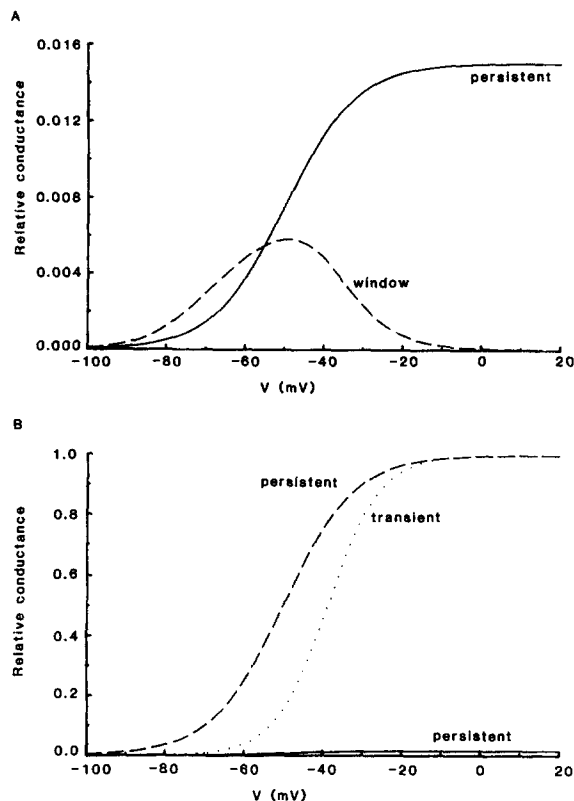 A
0.016
persistent
0.012
Relative conductance
0.008
0.004
window
0.000
-100 -80 -60 -40 -20 0 20
V (mV)
B
1.0
persistent
0.8
transient
Relative conductance
0.6
0.4
0.2
persistent
0.0
-100 -80 -60 -40 -20 0 20
V (mV)